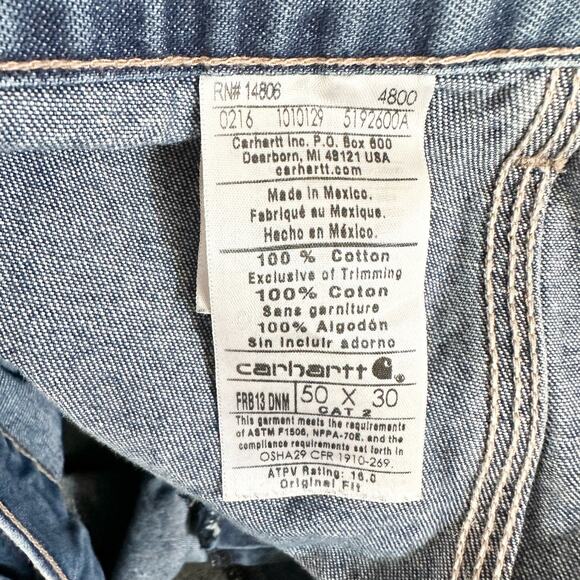 RN# 14806 4800
0216 1010129 5192600A
Carhartt Inc. P.O. Box 600
Dearborn, MI 48121 USA
carhartt.com
Made in Mexico.
Fabriqué au Mexique.
Hecho en México.
100 % Cotton
Exclusive of Trimming
100% Coton
Sans garniture
100% Algodón
Sin incluir adorno
carhartt
FRB13 DNM 50 X 30
CAT 2
This garment meets the requirements
of ASTM F1506, NFPA-70E, and the
compliance requirements set forth in
OSHA29 CFR 1910-269.
ATPV Rating: 16.0
Original Fit